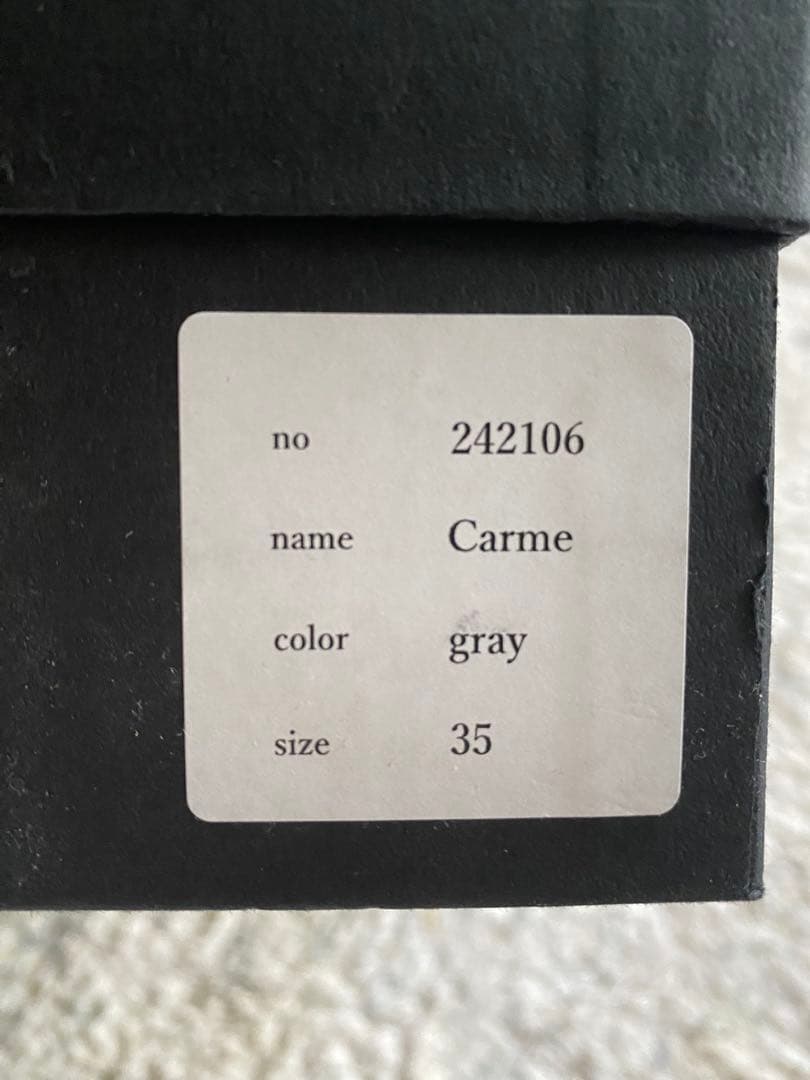 no 242106
name Carme
color gray
size 35